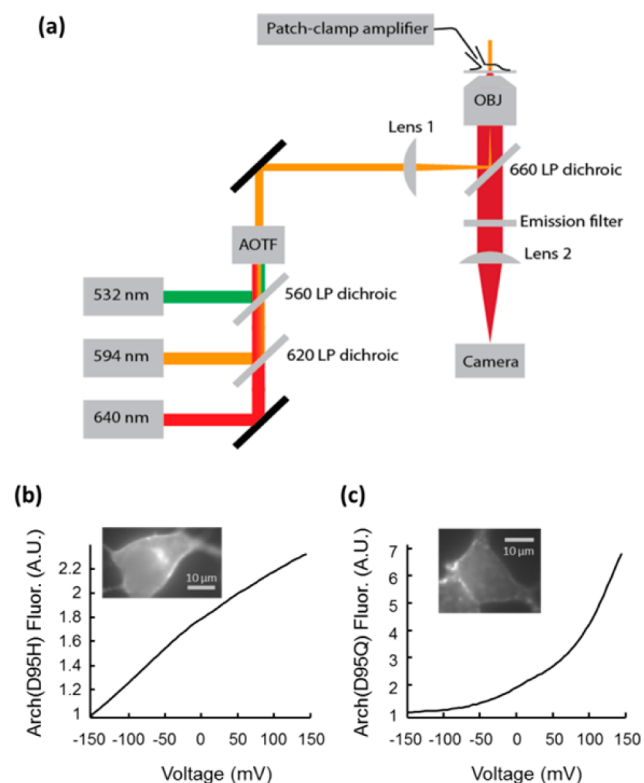 (a)
Patch-clamp amplifier
OBJ
Lens 1
660 LP dichroic
Emission filter
AOTF
Lens 2
532 nm
560 LP dichroic
594 nm
620 LP dichroic
Camera
640 nm
(b)
Arch(D95H) Fluor. (A.U.)
2.2
2
1.8
1.6
1.4
1.2
1
10 µm
-150 -100 -50 0 50 100 150
Voltage (mV)
(c)
Arch(D95Q) Fluor. (A.U.)
7
6
5
4
3
2
1
10 µm
-150 -100 -50 0 50 100 150
Voltage (mV)